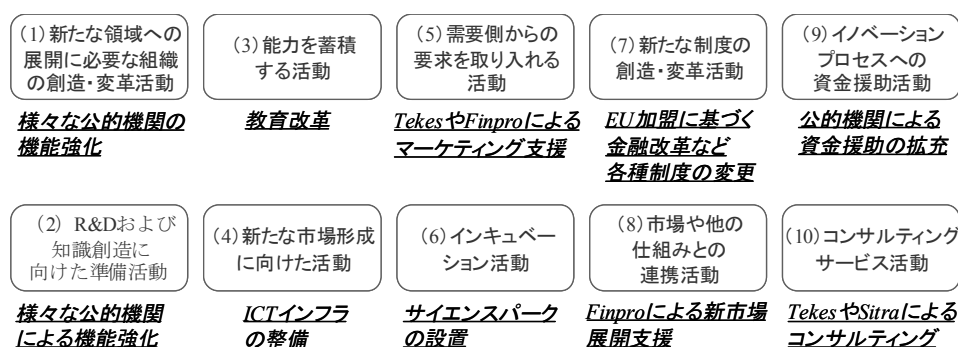 (1)新たな領域への
展開に必要な組織
の創造・変革活動
様々な公的機関の
機能強化
(3)能力を蓄積
する活動
教育改革
(5)需要側からの
要求を取り入れる
活動
TekesやFinproによる
マーケティング支援
(7)新たな制度の
創造・変革活動
EU加盟に基づく
金融改革など
各種制度の変更
(9)イノベーション
プロセスへの
資金援助活動
公的機関による
資金援助の拡充
(2) R&Dおよび
知識創造に
向けた準備活動
様々な公的機関
による機能強化
(4)新たな市場形成
に向けた活動
ICTインフラ
の整備
(6)インキュベー
ション活動
サイエンスパーク
の設置
(8)市場や他の
仕組みとの
連携活動
Finproによる新市場
展開支援
(10)コンサルティング
サービス活動
TekesやSitraによる
コンサルティング